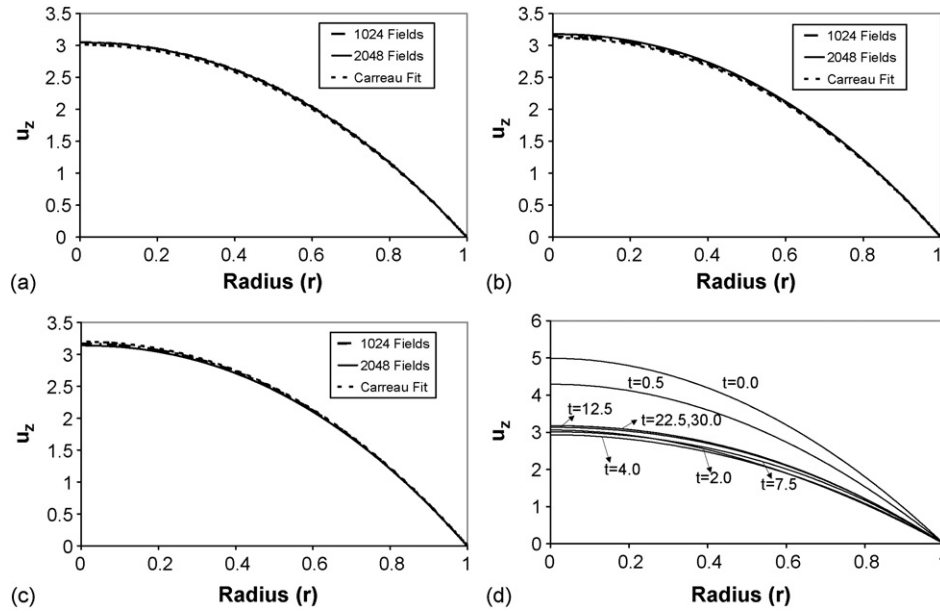 3.5
3
2.5
2
1.5
1
0.5
0
u_z
1024 Fields
2048 Fields
Carreau Fit
0 0.2 0.4 0.6 0.8 1
Radius (r)
(a)
3.5
3
2.5
2
1.5
1
0.5
0
u_z
1024 Fields
2048 Fields
Carreau Fit
0 0.2 0.4 0.6 0.8 1
Radius (r)
(b)
3.5
3
2.5
2
1.5
1
0.5
0
u_z
1024 Fields
2048 Fields
Carreau Fit
0 0.2 0.4 0.6 0.8 1
Radius (r)
(c)
6
5
4
3
2
1
0
u_z
t=0.5
t=0.0
t=12.5
t=22.5,30.0
t=4.0
t=2.0
t=7.5
0 0.2 0.4 0.6 0.8 1
Radius (r)
(d)